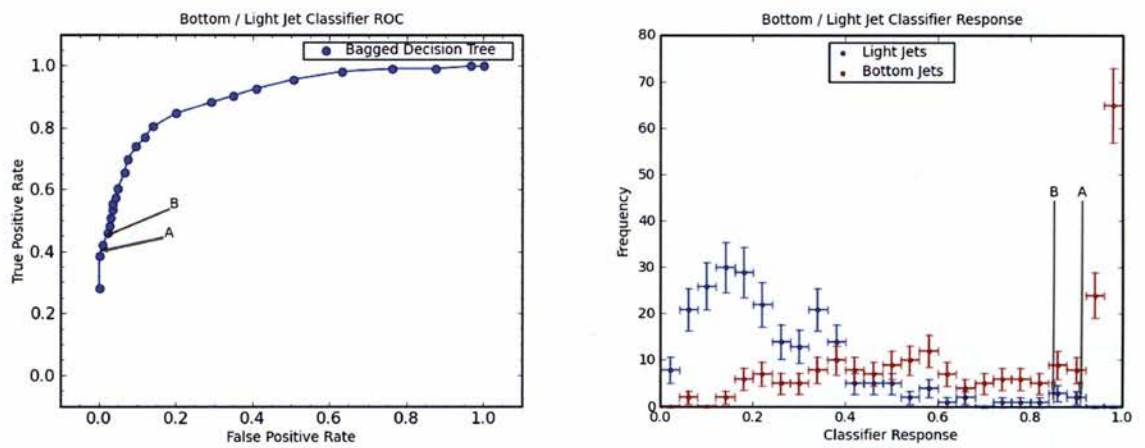 Bottom / Light Jet Classifier ROC
Bagged Decision Tree
1.0
0.8
0.6
0.4
0.2
0.0
True Positive Rate
B
A
0.0 0.2 0.4 0.6 0.8 1.0
False Positive Rate
Bottom / Light Jet Classifier Response
Light Jets
Bottom Jets
80
70
60
50
40
30
20
10
0
Frequency
B A
0.0 0.2 0.4 0.6 0.8 1.0
Classifier Response